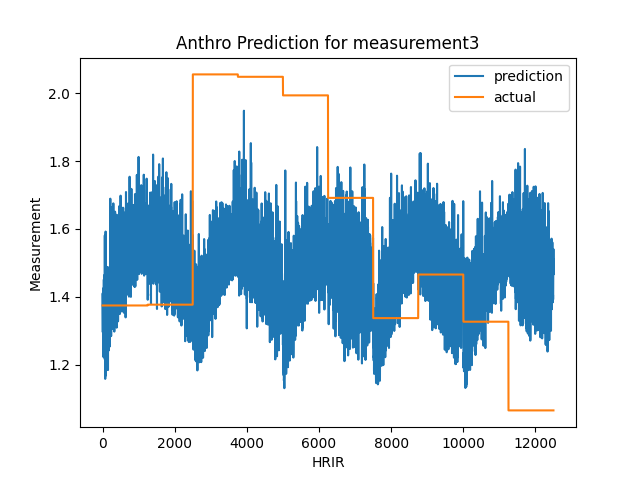 Anthro Prediction for measurement3
prediction
actual
Measurement
2.0
1.8
1.6
1.4
1.2
0 2000 4000 6000 8000 10000 12000
HRIR